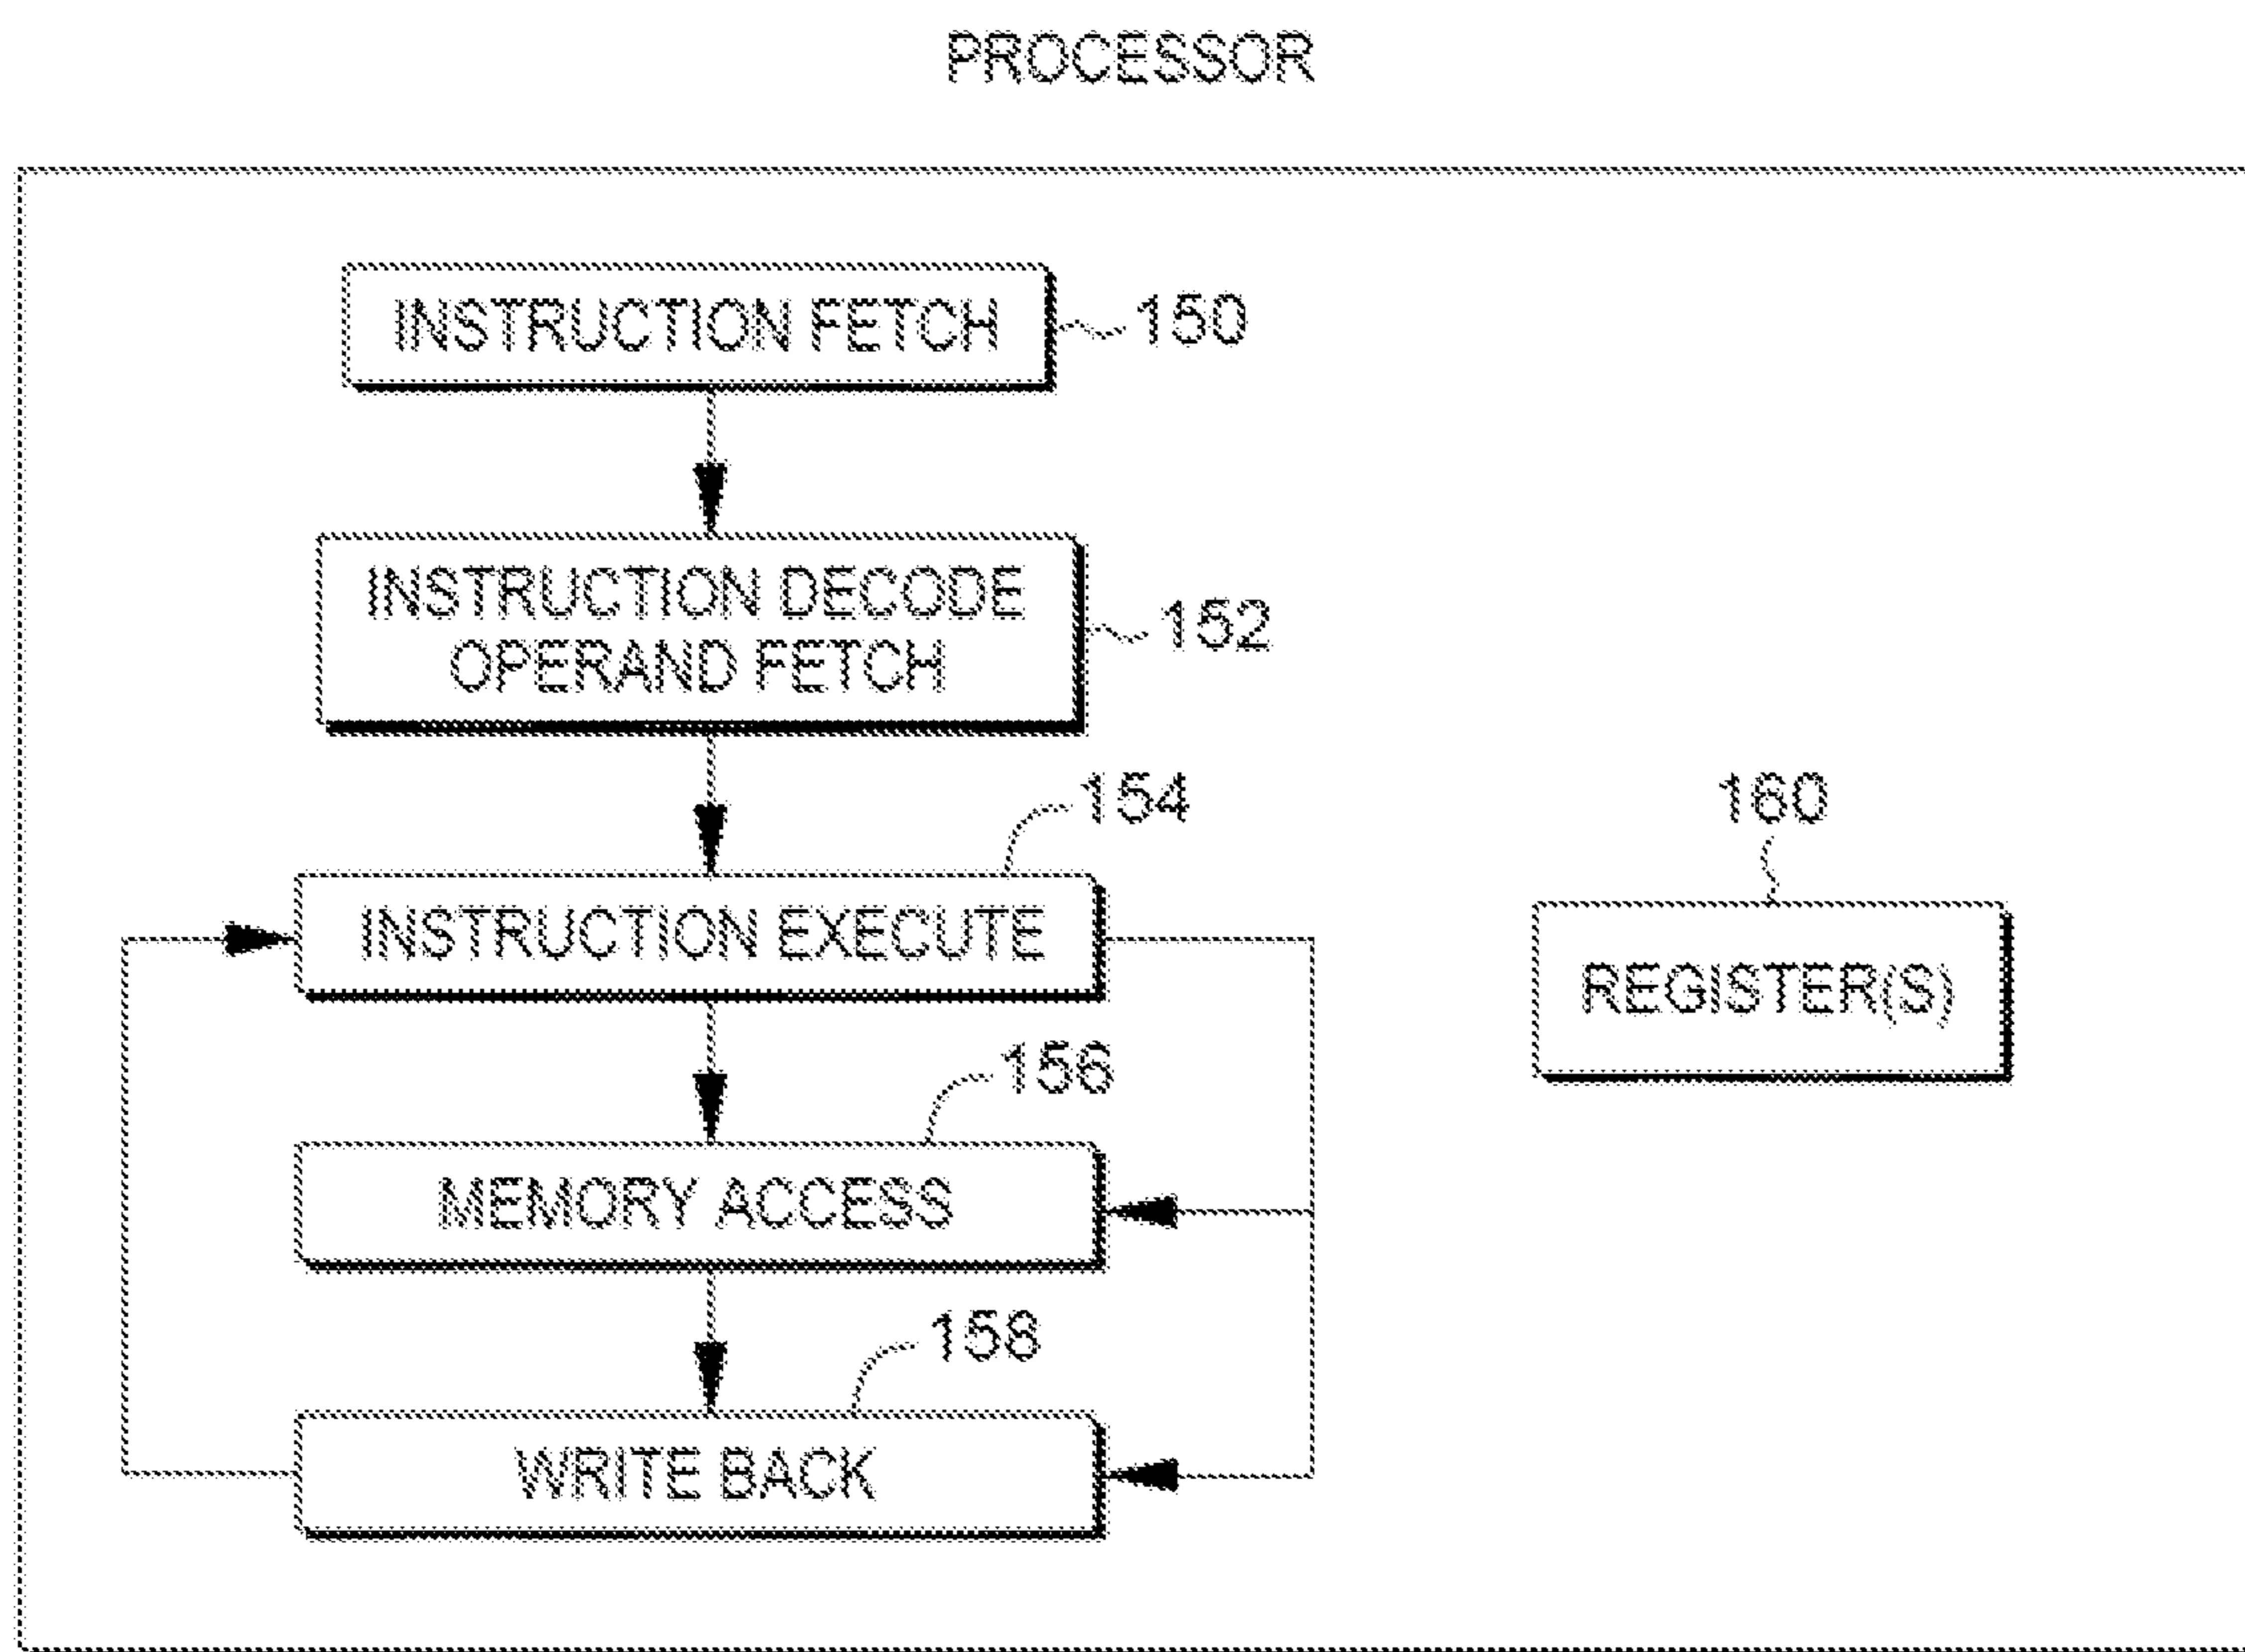 PROCESSOR
INSTRUCTION FETCH
150
INSTRUCTION DECODE
OPERAND FETCH
152
154
INSTRUCTION EXECUTE
160
REGISTER(S)
156
MEMORY ACCESS
158
WRITE BACK